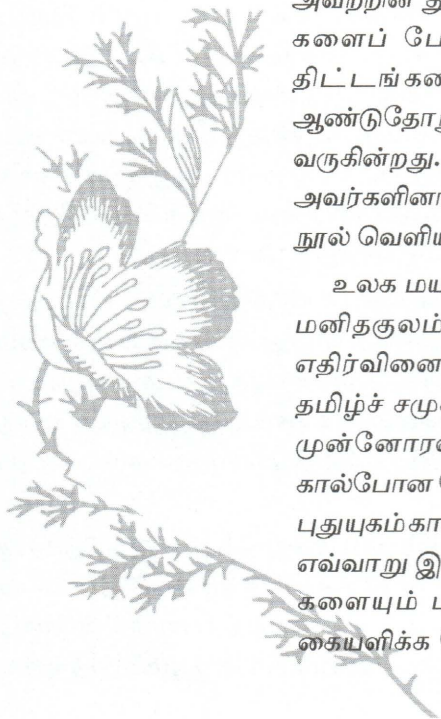 களைப் பே
திட்டங்கள
ஆண்டுதோறு
வருகின்றது.
அவர்களினா
நூல் வெளிய
உலக மய
மனிதகுலம்
எதிர்வினை
தமிழ்ச் சமு
முன்னோர
கால்போன
புதுயுகம்கா
எவ்வாறு இ
களையும் ப
கையளிக்க